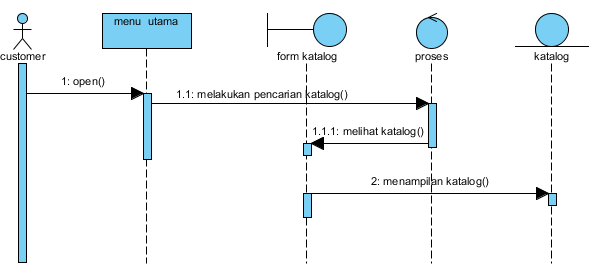 menu utama
customer
form katalog
proses
katalog
1: open()
1.1: melakukan pencarian katalog()
1.1.1: melihat katalog()
2: menampilan katalog()